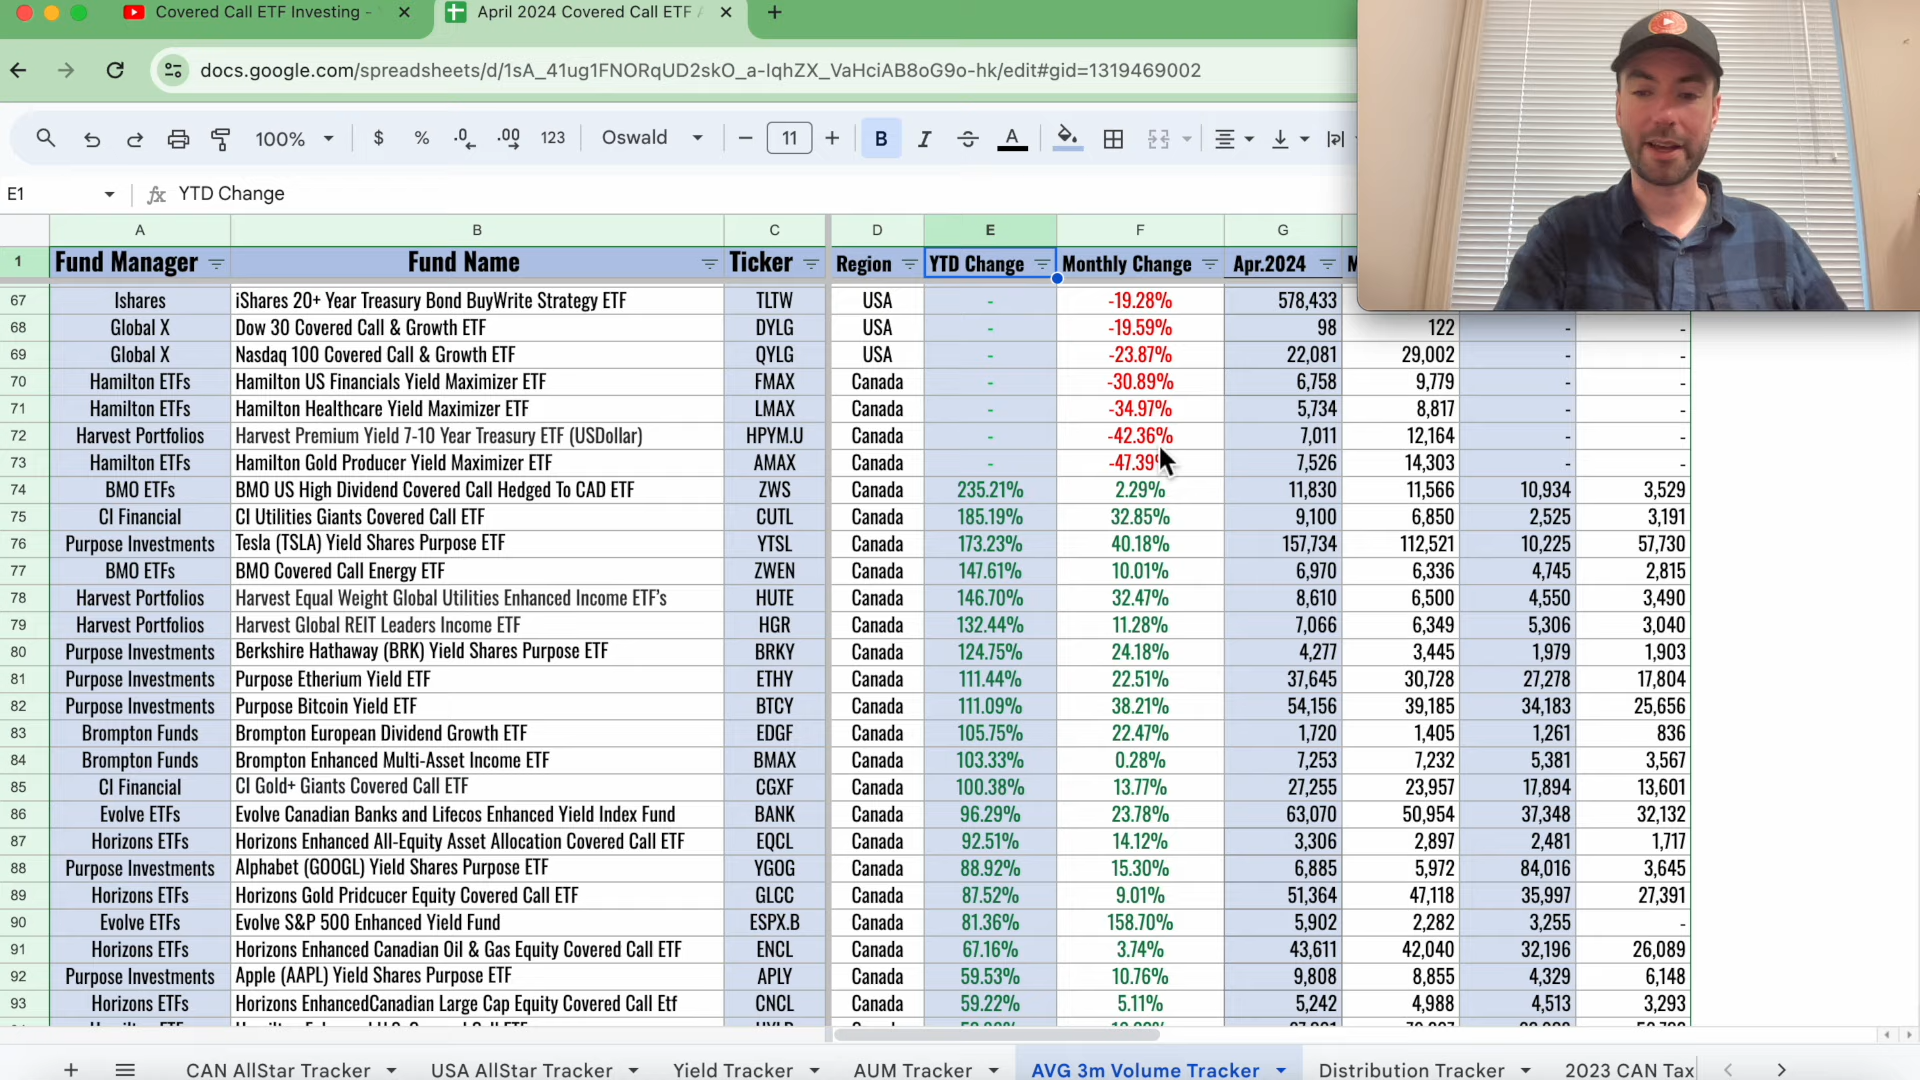 Covered Call ETF Investing -
April 2024 Covered Call ETF
docs.google.com/spreadsheets/d/1sA_41ug1FNORqUD2skO_a-IqhZX_VaHciAB8oG9o-hk/edit#gid=1319469002
100% $ % .0 .00 123 Oswald 11 B I A
E1 fx YTD Change
A B C D E F G
1 Fund Manager Fund Name Ticker Region YTD Change Monthly Change Apr.2024 M
67 Ishares iShares 20+ Year Treasury Bond BuyWrite Strategy ETF TLTW USA - -19.28% 578,433
68 Global X Dow 30 Covered Call & Growth ETF DYLG USA - -19.59% 98 122 - -
69 Global X Nasdaq 100 Covered Call & Growth ETF QYLG USA - -23.87% 22,081 29,002 - -
70 Hamilton ETFs Hamilton US Financials Yield Maximizer ETF FMAX Canada - -30.89% 6,758 9,779 - -
71 Hamilton ETFs Hamilton Healthcare Yield Maximizer ETF LMAX Canada - -34.97% 5,734 8,817 - -
72 Harvest Portfolios Harvest Premium Yield 7-10 Year Treasury ETF (USDollar) HPYM.U Canada - -42.36% 7,011 12,164 - -
73 Hamilton ETFs Hamilton Gold Producer Yield Maximizer ETF AMAX Canada - -47.39% 7,526 14,303 - -
74 BMO ETFs BMO US High Dividend Covered Call Hedged To CAD ETF ZWS Canada 235.21% 2.29% 11,830 11,566 10,934 3,529
75 CI Financial CI Utilities Giants Covered Call ETF CUTL Canada 185.19% 32.85% 9,100 6,850 2,525 3,191
76 Purpose Investments Tesla (TSLA) Yield Shares Purpose ETF YTSL Canada 173.23% 40.18% 157,734 112,521 10,225 57,730
77 BMO ETFs BMO Covered Call Energy ETF ZWEN Canada 147.61% 10.01% 6,970 6,336 4,745 2,815
78 Harvest Portfolios Harvest Equal Weight Global Utilities Enhanced Income ETF's HUTE Canada 146.70% 32.47% 8,610 6,500 4,550 3,490
79 Harvest Portfolios Harvest Global REIT Leaders Income ETF HGR Canada 132.44% 11.28% 7,066 6,349 5,306 3,040
80 Purpose Investments Berkshire Hathaway (BRK) Yield Shares Purpose ETF BRKY Canada 124.75% 24.18% 4,277 3,445 1,979 1,903
81 Purpose Investments Purpose Etherium Yield ETF ETHY Canada 111.44% 22.51% 37,645 30,728 27,278 17,804
82 Purpose Investments Purpose Bitcoin Yield ETF BTCY Canada 111.09% 38.21% 54,156 39,185 34,183 25,656
83 Brompton Funds Brompton European Dividend Growth ETF EDGF Canada 105.75% 22.47% 1,720 1,405 1,261 836
84 Brompton Funds Brompton Enhanced Multi-Asset Income ETF BMAX Canada 103.33% 0.28% 7,253 7,232 5,381 3,567
85 CI Financial CI Gold+ Giants Covered Call ETF CGXF Canada 100.38% 13.77% 27,255 23,957 17,894 13,601
86 Evolve ETFs Evolve Canadian Banks and Lifecos Enhanced Yield Index Fund BANK Canada 96.29% 23.78% 63,070 50,954 37,348 32,132
87 Horizons ETFs Horizons Enhanced All-Equity Asset Allocation Covered Call ETF EQCL Canada 92.51% 14.12% 3,306 2,897 2,481 1,717
88 Purpose Investments Alphabet (GOOGL) Yield Shares Purpose ETF YGOG Canada 88.92% 15.30% 6,885 5,972 84,016 3,645
89 Horizons ETFs Horizons Gold Pridcucer Equity Covered Call ETF GLCC Canada 87.52% 9.01% 51,364 47,118 35,997 27,391
90 Evolve ETFs Evolve S&P 500 Enhanced Yield Fund ESPX.B Canada 81.36% 158.70% 5,902 2,282 3,255 -
91 Horizons ETFs Horizons Enhanced Canadian Oil & Gas Equity Covered Call ETF ENCL Canada 67.16% 3.74% 43,611 42,040 32,196 26,089
92 Purpose Investments Apple (AAPL) Yield Shares Purpose ETF APLY Canada 59.53% 10.76% 9,808 8,855 4,329 6,148
93 Horizons ETFs Horizons EnhancedCanadian Large Cap Equity Covered Call Etf CNCL Canada 59.22% 5.11% 5,242 4,988 4,513 3,293
CAN AllStar Tracker USA AllStar Tracker Yield Tracker AUM Tracker AVG 3m Volume Tracker Distribution Tracker 2023 CAN Tax